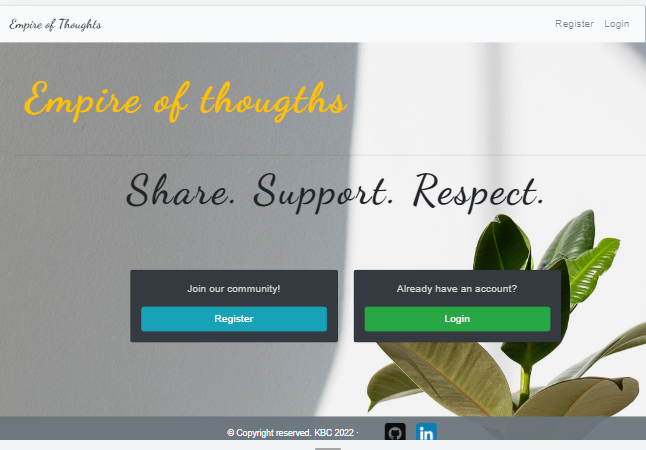 Empire of Thoughts
Register Login
Empire of thougths
Share. Support. Respect.
Join our community!
Already have an account?
Register
Login
© Copyright reserved. KBC 2022 ·
in